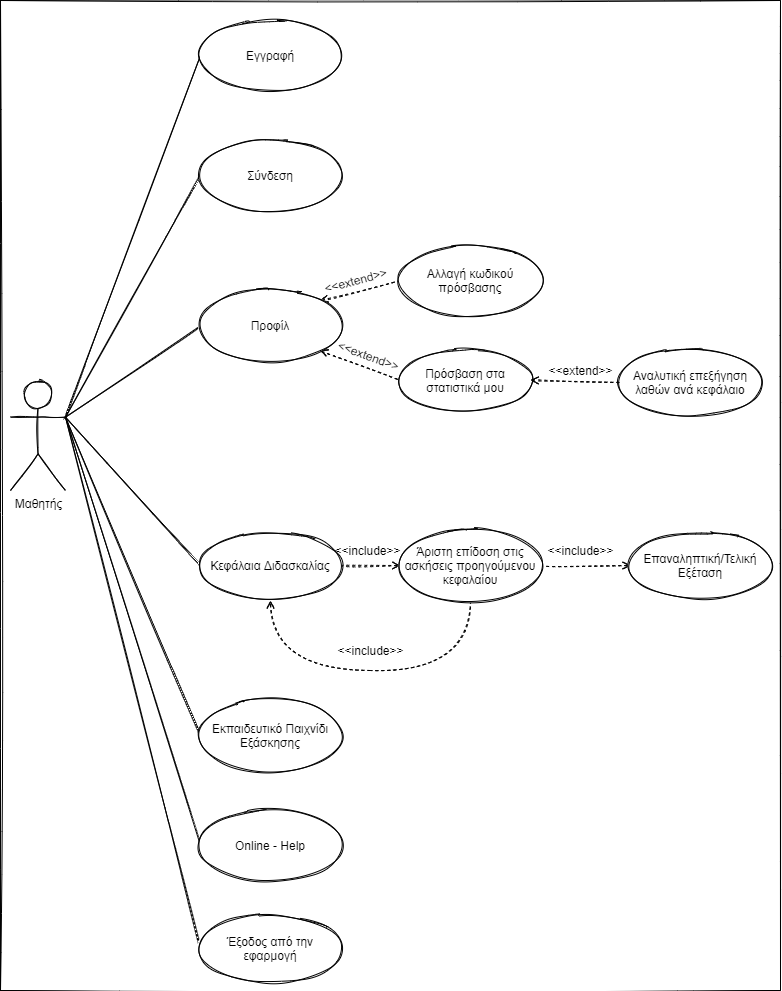 Εγγραφή
Σύνδεση
<<extend>>
Αλλαγή κωδικού
πρόσβασης
Προφίλ
<<extend>>
Πρόσβαση στα
στατιστικά μου
<<extend>>
Αναλυτική επεξήγηση
λαθών ανά κεφάλαιο
Μαθητής
Κεφάλαια Διδασκαλίας
<<include>>
Άριστη επίδοση στις
ασκήσεις προηγούμενου
κεφαλαίου
<<include>>
Επαναληπτική/Τελική
Εξέταση
<<include>>
Εκπαιδευτικό Παιχνίδι
Εξάσκησης
Online - Help
Έξοδος από την
εφαρμογή